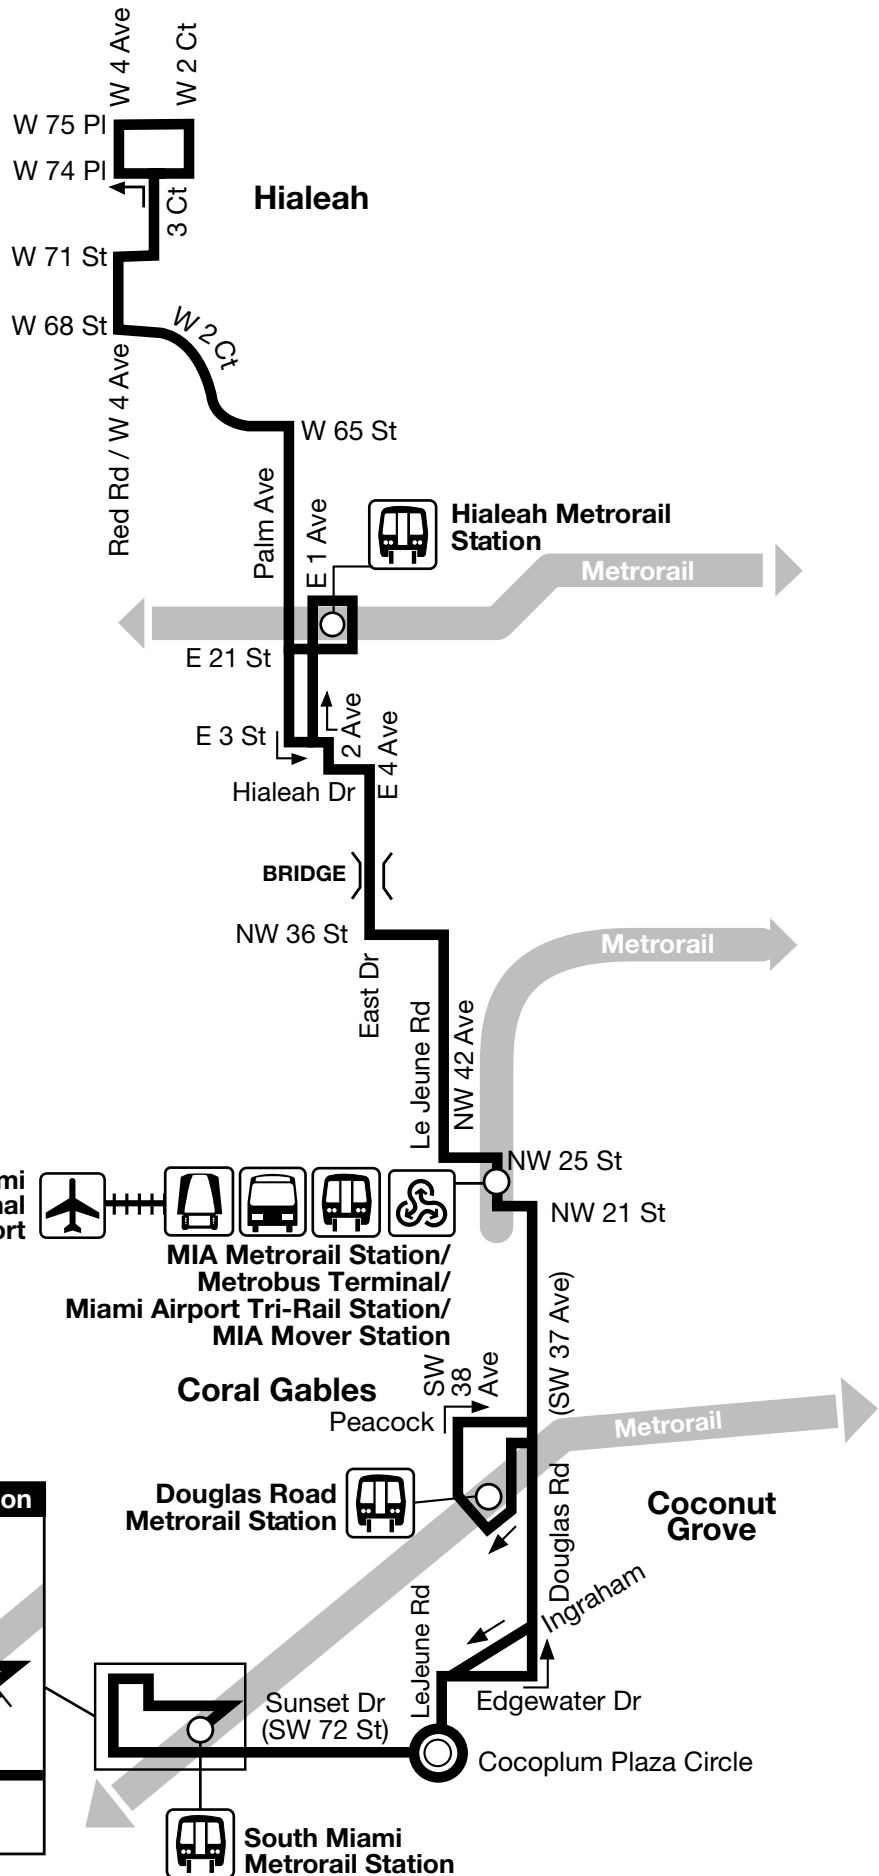 W 4 Ave
W 2 Ct
W 75 Pl
W 74 Pl
3 Ct
Hialeah
W 71 St
W 68 St
W 2 Ct
Red Rd / W 4 Ave
W 65 St
Palm Ave
E 1 Ave
Hialeah Metrorail
Station
Metrorail
E 21 St
E 3 St
2 Ave
E 4 Ave
Hialeah Dr
BRIDGE
NW 36 St
Metrorail
East Dr
Le Jeune Rd
NW 42 Ave
NW 25 St
mi
nal
ort
NW 21 St
MIA Metrorail Station/
Metrobus Terminal/
Miami Airport Tri-Rail Station/
MIA Mover Station
(SW 37 Ave)
SW
38
Ave
Coral Gables
Peacock
Metrorail
on
Douglas Road
Metrorail Station
Douglas Rd
Coconut
Grove
Ingraham
LeJeune Rd
Sunset Dr
(SW 72 St)
Edgewater Dr
Cocoplum Plaza Circle
South Miami
Metrorail Station